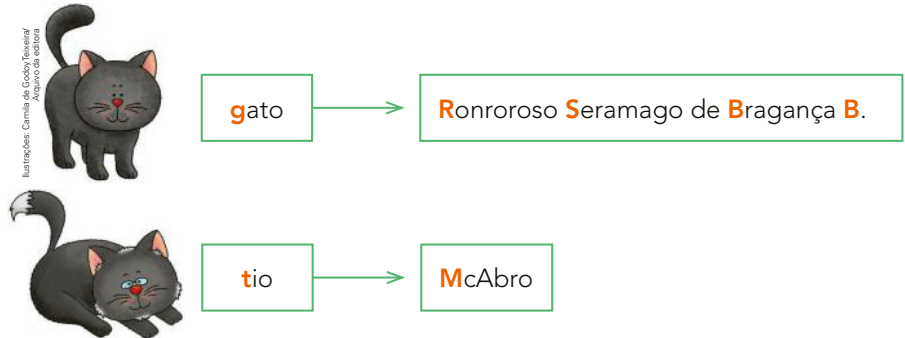 Ilustrações: Camila de Godoy Teixeira/
Arquivo da editora
gato
Ronroroso Seramago de Bragança B.
tio
McAbro